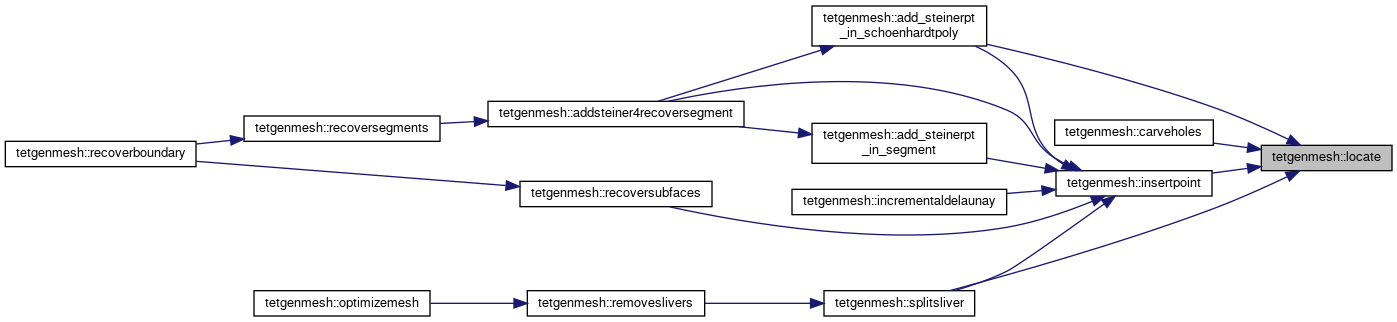 tetgenmesh::add_steinerpt
_in_schoenhardtpoly
tetgenmesh::addsteiner4recoversegment
tetgenmesh::recoversegments
tetgenmesh::carveholes
tetgenmesh::add_steinerpt
_in_segment
tetgenmesh::recoverboundary
tetgenmesh::locate
tetgenmesh::insertpoint
tetgenmesh::recoversubfaces
tetgenmesh::incrementaldelaunay
tetgenmesh::optimizemesh
tetgenmesh::removeslivers
tetgenmesh::splitsliver